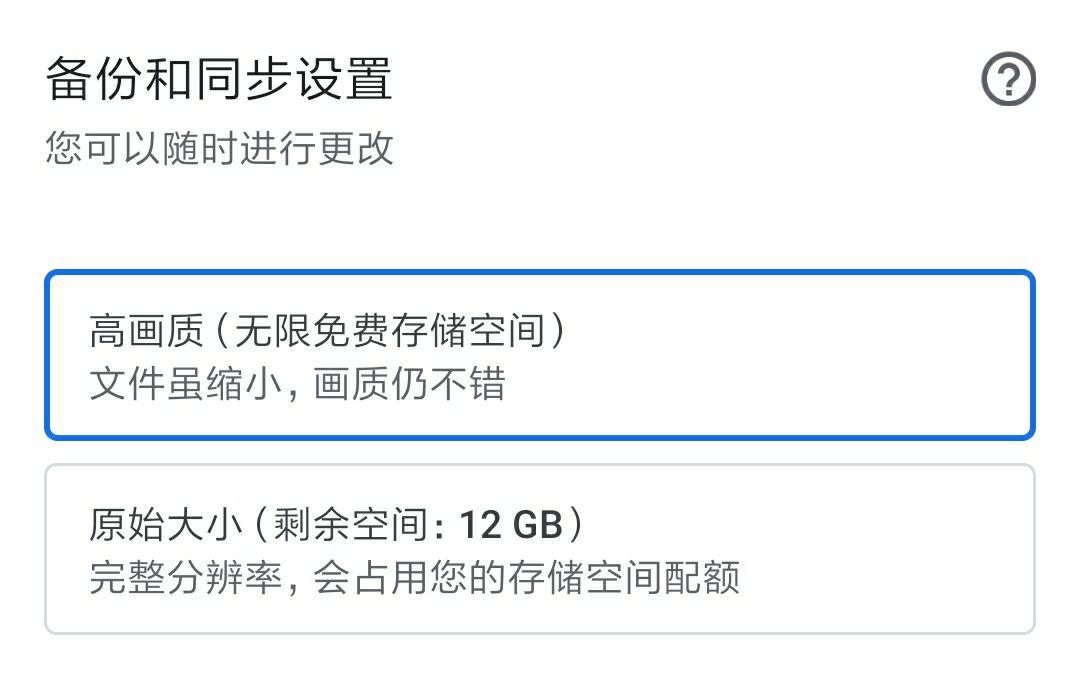 备份和同步设置
您可以随时进行更改
高画质（无限免费存储空间）
文件虽缩小，画质仍不错
原始大小（剩余空间：12 GB）
完整分辨率，会占用您的存储空间配额